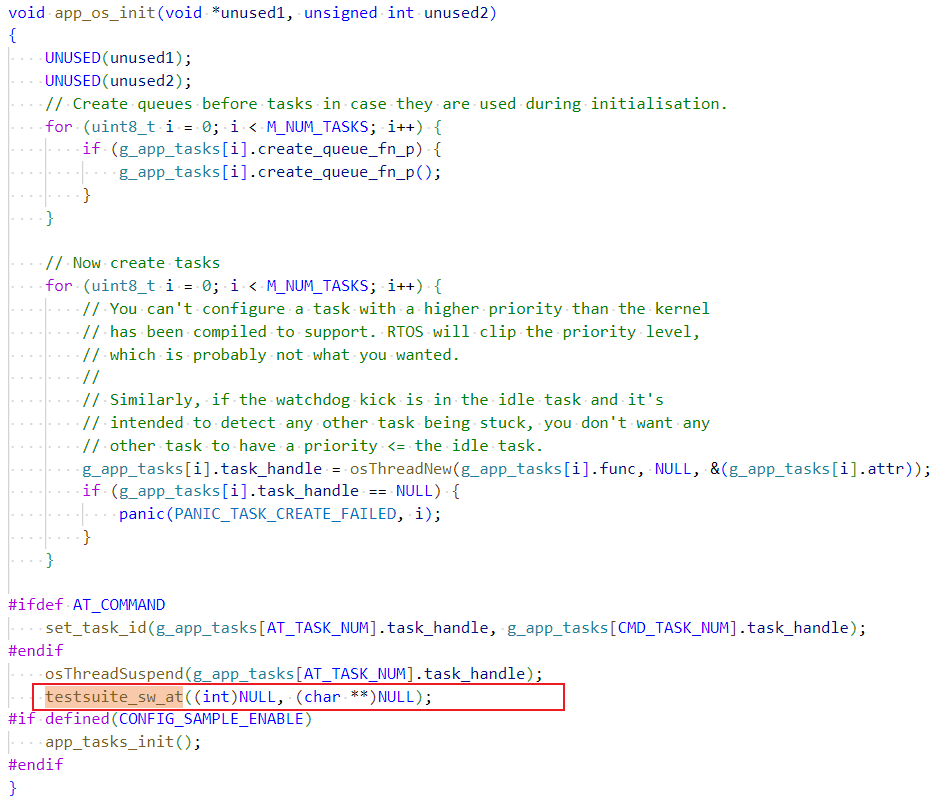 void app_os_init(void *unused1, unsigned int unused2)
{
    UNUSED(unused1);
    UNUSED(unused2);
    // Create queues before tasks in case they are used during initialisation.
    for (uint8_t i = 0; i < M_NUM_TASKS; i++) {
        if (g_app_tasks[i].create_queue_fn_p) {
            g_app_tasks[i].create_queue_fn_p();
        }
    }

    // Now create tasks
    for (uint8_t i = 0; i < M_NUM_TASKS; i++) {
        // You can't configure a task with a higher priority than the kernel
        // has been compiled to support. RTOS will clip the priority level,
        // which is probably not what you wanted.
        //
        // Similarly, if the watchdog kick is in the idle task and it's
        // intended to detect any other task being stuck, you don't want any
        // other task to have a priority <= the idle task.
        g_app_tasks[i].task_handle = osThreadNew(g_app_tasks[i].func, NULL, &(g_app_tasks[i].attr));
        if (g_app_tasks[i].task_handle == NULL) {
            panic(PANIC_TASK_CREATE_FAILED, i);
        }
    }

#ifdef AT_COMMAND
    set_task_id(g_app_tasks[AT_TASK_NUM].task_handle, g_app_tasks[CMD_TASK_NUM].task_handle);
#endif
    osThreadSuspend(g_app_tasks[AT_TASK_NUM].task_handle);
    testsuite_sw_at((int)NULL, (char **)NULL);
#if defined(CONFIG_SAMPLE_ENABLE)
    app_tasks_init();
#endif
}